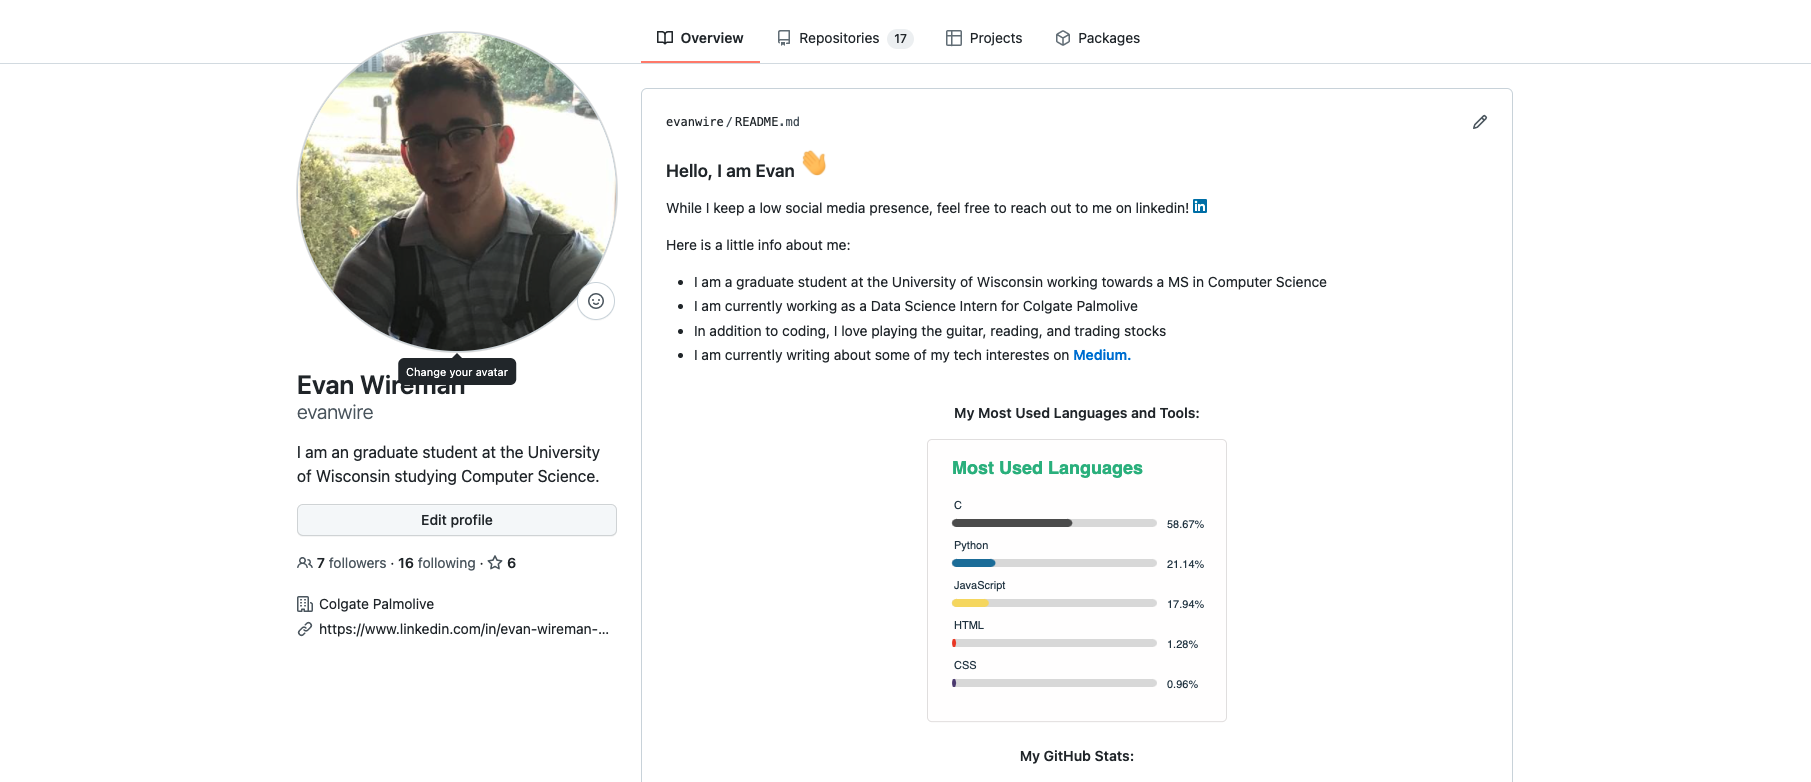 Overview
Repositories 17
Projects
Packages
evanwire/README.md
Hello, I am Evan 👋
While I keep a low social media presence, feel free to reach out to me on linkedin! in
Here is a little info about me:
• I am a graduate student at the University of Wisconsin working towards a MS in Computer Science
• I am currently working as a Data Science Intern for Colgate Palmolive
• In addition to coding, I love playing the guitar, reading, and trading stocks
• I am currently writing about some of my tech interestes on Medium.
My Most Used Languages and Tools:
Most Used Languages
C
58.67%
Python
21.14%
JavaScript
17.94%
HTML
1.28%
CSS
0.96%
My GitHub Stats:
Change your avatar
Evan Wireman
evanwire
I am an graduate student at the University
of Wisconsin studying Computer Science.
Edit profile
7 followers · 16 following · 6
Colgate Palmolive
https://www.linkedin.com/in/evan-wireman-...